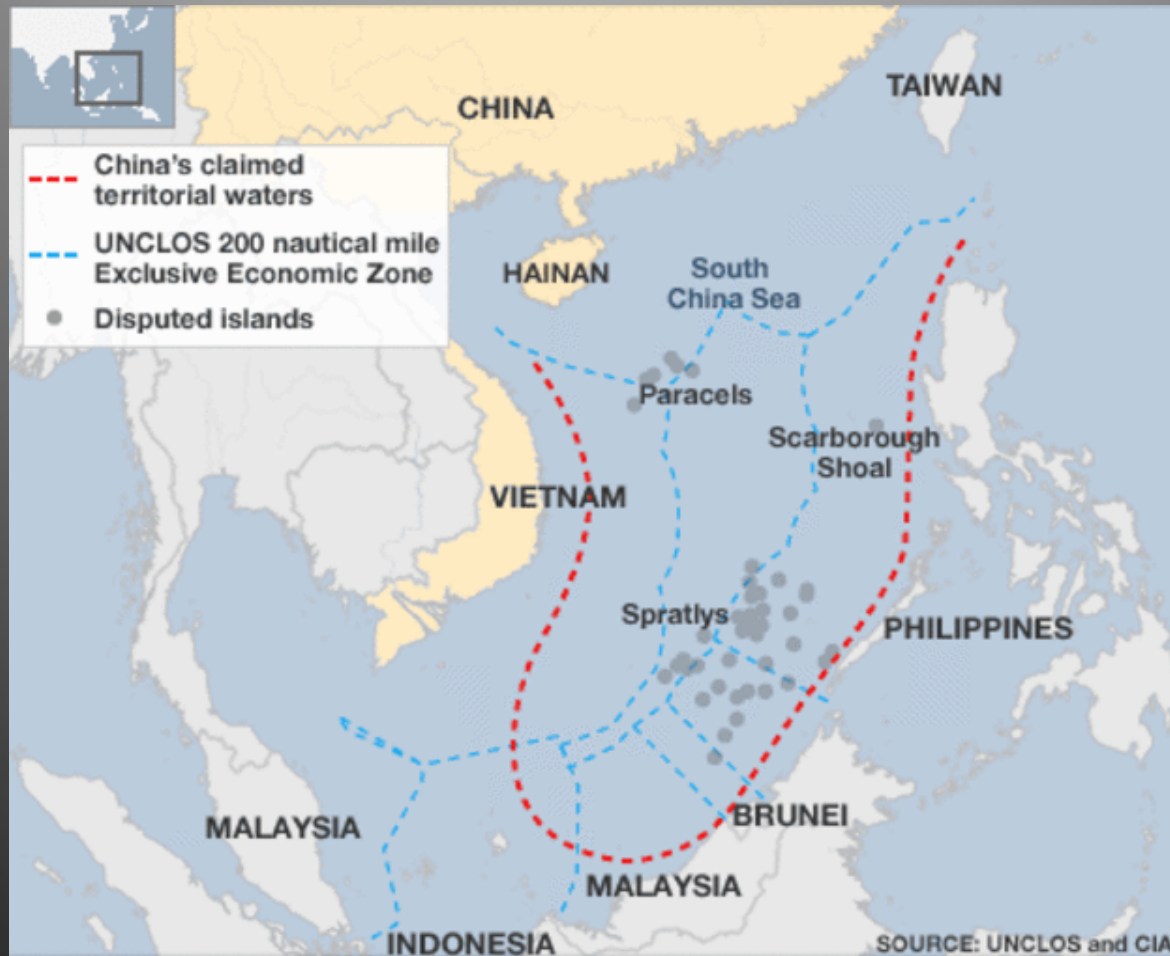 CHINA
TAIWAN
China's claimed
territorial waters
UNCLOS 200 nautical mile
Exclusive Economic Zone
Disputed islands
HAINAN
South
China Sea
Paracels
Scarborough
Shoal
VIETNAM
Spratlys
PHILIPPINES
MALAYSIA
BRUNEI
MALAYSIA
INDONESIA
SOURCE: UNCLOS and CIA